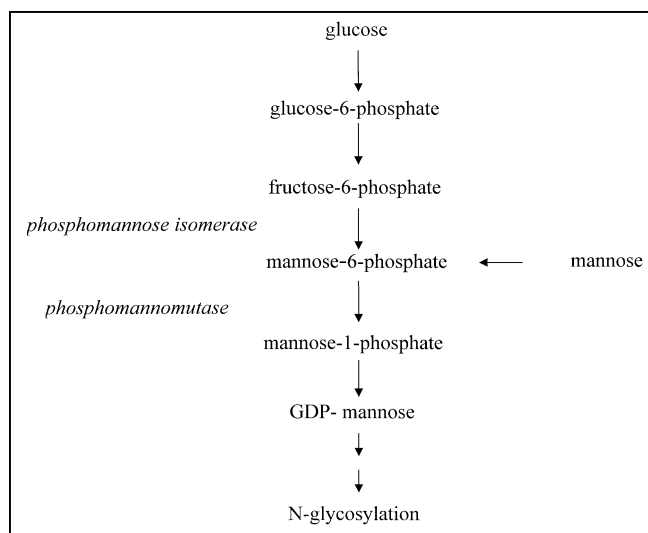 glucose
glucose-6-phosphate
fructose-6-phosphate
phosphomannose isomerase
mannose-6-phosphate
mannose
phosphomannomutase
mannose-1-phosphate
GDP- mannose
N-glycosylation